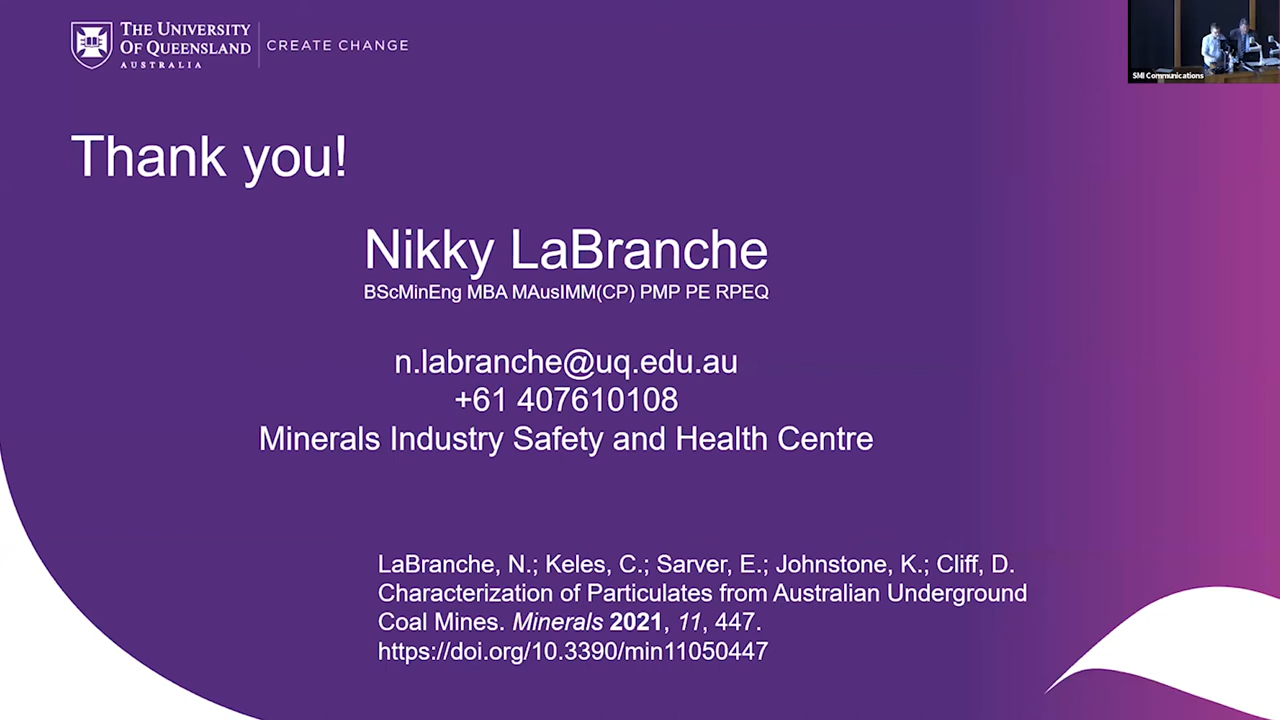 THE UNIVERSITY
OF QUEENSLAND
AUSTRALIA
CREATE CHANGE
SMI Communications
Thank you!
Nikky LaBranche
BScMinEng MBA MAusIMM(CP) PMP PE RPEQ
n.labranche@uq.edu.au
+61 407610108
Minerals Industry Safety and Health Centre
LaBranche, N.; Keles, C.; Sarver, E.; Johnstone, K.; Cliff, D.
Characterization of Particulates from Australian Underground
Coal Mines. Minerals 2021, 11, 447.
https://doi.org/10.3390/min11050447